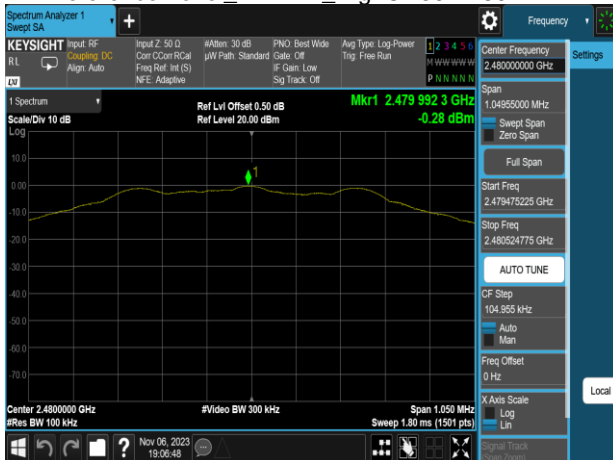 Spectrum Analyzer 1
Swept SA
Frequency
KEYSIGHT
RL
LXI
Input: RF
Coupling: DC
Align: Auto
Input Z: 50 Ω
Corr CCorr RCal
Freq Ref: Int (S)
NFE: Adaptive
#Atten: 30 dB
µW Path: Standard
PNO: Best Wide
Gate: Off
IF Gain: Low
Sig Track: Off
Avg Type: Log-Power
Trig: Free Run
1 2 3 4 5 6
M W W W W W
P N N N N N
1 Spectrum
Scale/Div 10 dB
Log
Ref Lvl Offset 0.50 dB
Ref Level 20.00 dBm
Mkr1 2.479 992 3 GHz
-0.28 dBm
1
10.0
0.00
-10.0
-20.0
-30.0
-40.0
-50.0
-60.0
-70.0
Center 2.4800000 GHz
#Res BW 100 kHz
#Video BW 300 kHz
Span 1.050 MHz
Sweep 1.80 ms (1501 pts)
Nov 06, 2023
19:06:48
Center Frequency
2.480000000 GHz
Span
1.04955000 MHz
Swept Span
Zero Span
Full Span
Start Freq
2.479475225 GHz
Stop Freq
2.480524775 GHz
AUTO TUNE
CF Step
104.955 kHz
Auto
Man
Freq Offset
0 Hz
X Axis Scale
Log
Lin
Signal Track
(Span Zoom)
Settings
Local